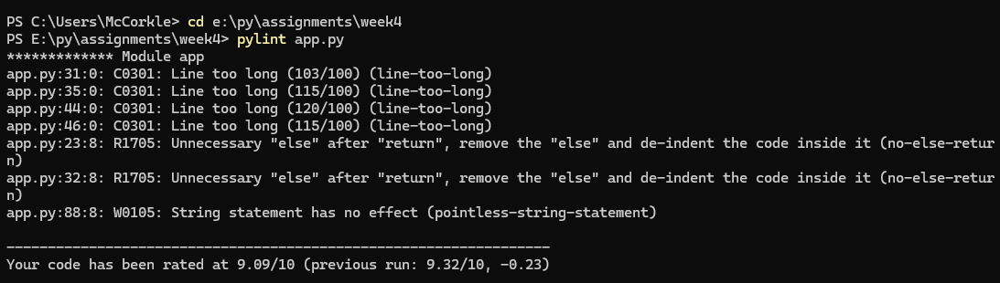 PS C:\Users\McCorkle> cd e:\py\assignments\week4
PS E:\py\assignments\week4> pylint app.py
************* Module app
app.py:31:0: C0301: Line too long (103/100) (line-too-long)
app.py:35:0: C0301: Line too long (115/100) (line-too-long)
app.py:44:0: C0301: Line too long (120/100) (line-too-long)
app.py:46:0: C0301: Line too long (115/100) (line-too-long)
app.py:23:8: R1705: Unnecessary "else" after "return", remove the "else" and de-indent the code inside it (no-else-retur
n)
app.py:32:8: R1705: Unnecessary "else" after "return", remove the "else" and de-indent the code inside it (no-else-retur
n)
app.py:88:8: W0105: String statement has no effect (pointless-string-statement)
------------------------------------------------------------------
Your code has been rated at 9.09/10 (previous run: 9.32/10, -0.23)